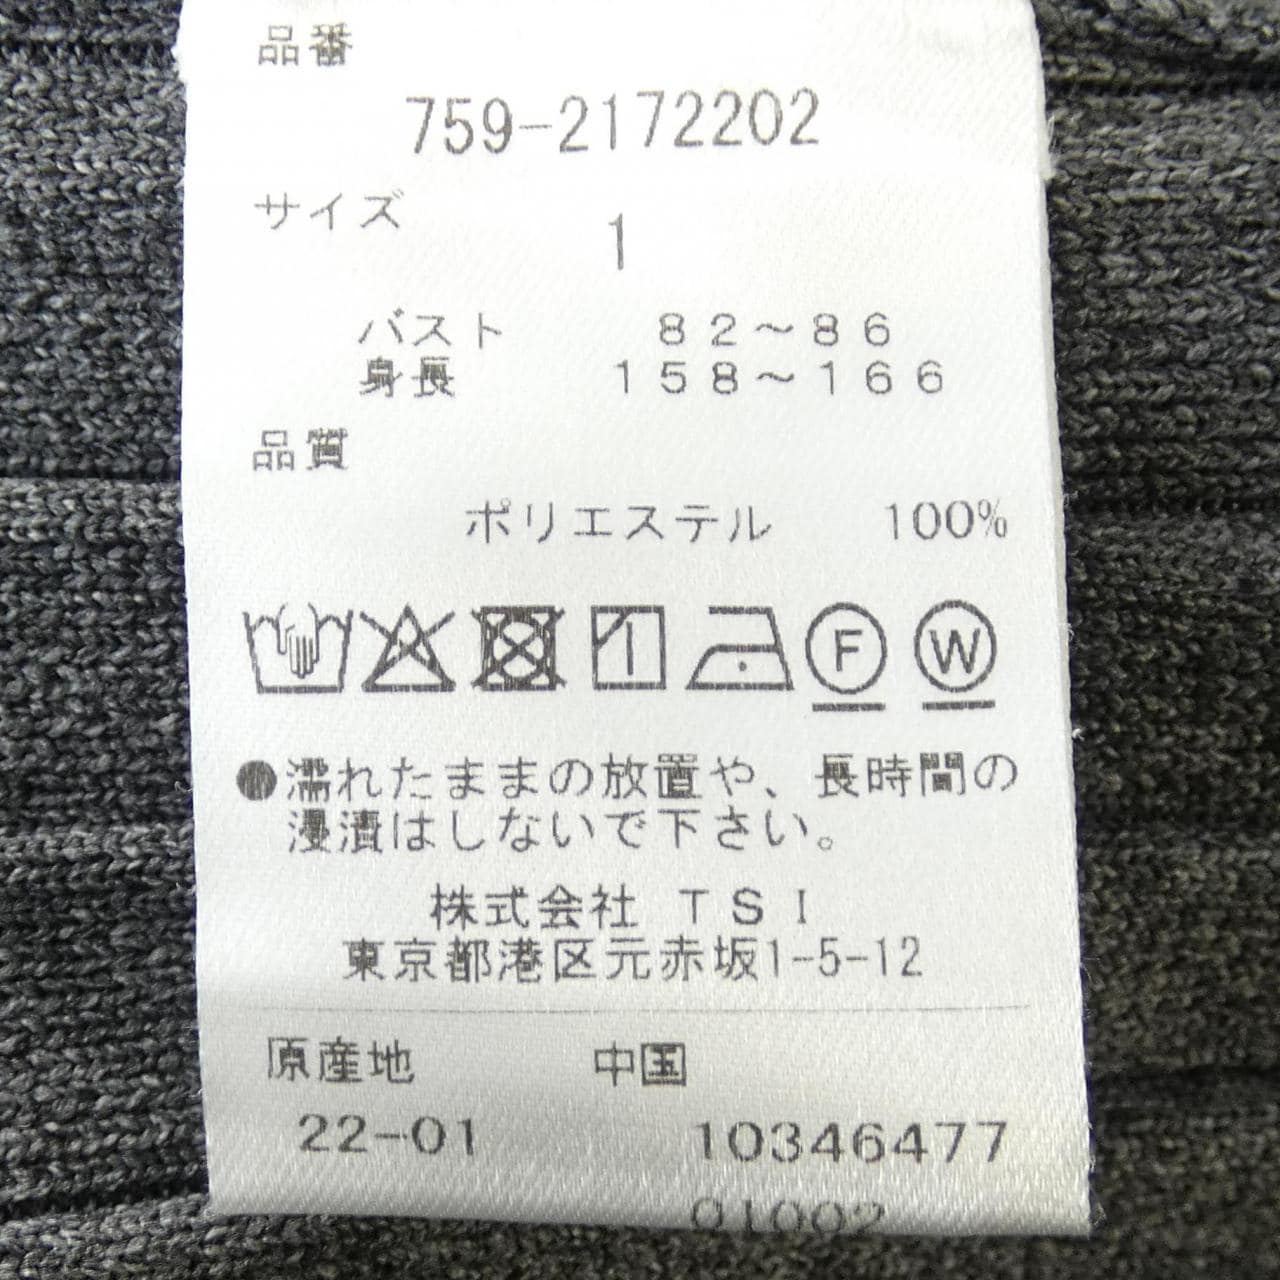 品番
759-2172202
サイズ 1
バスト 82～86
身長 158～166
品質
ポリエステル 100%
F W
●濡れたままの放置や、長時間の
浸漬はしないで下さい。
株式会社 TSI
東京都港区元赤坂1-5-12
原産地 中国
22-01 10346477
01002